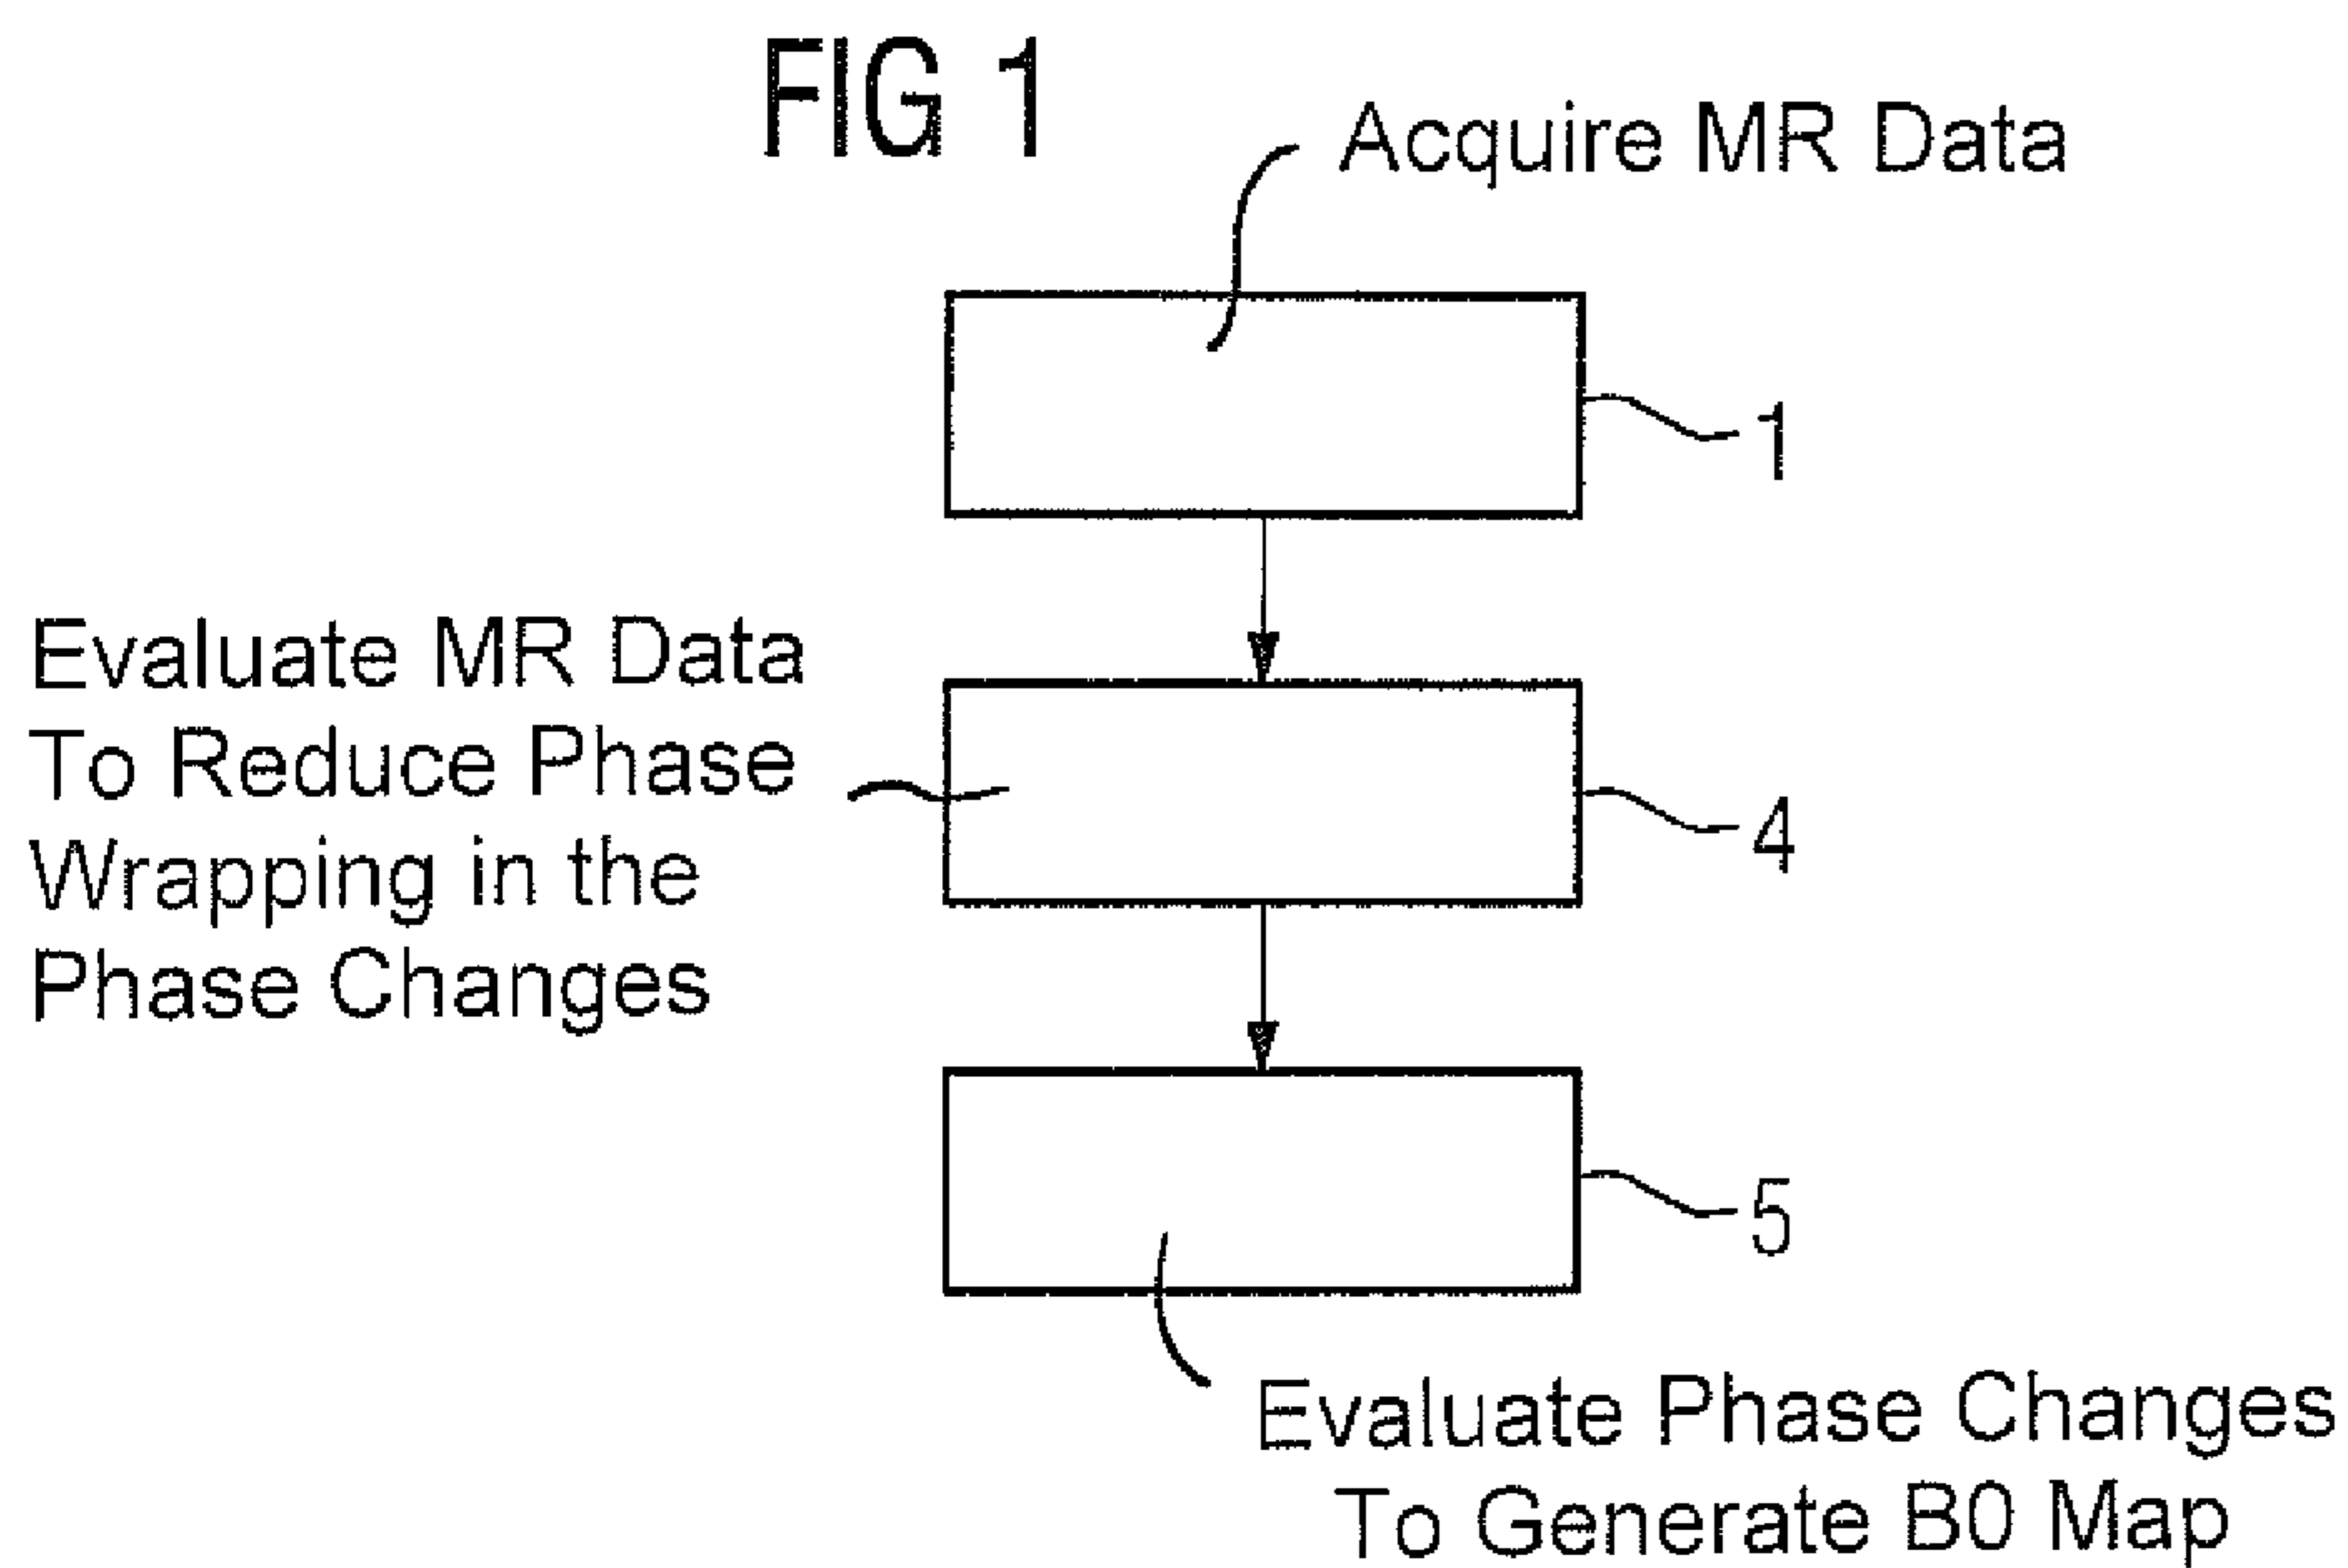 FIG 1
Acquire MR Data
1
Evaluate MR Data
To Reduce Phase
Wrapping in the
Phase Changes
4
5
Evaluate Phase Changes
To Generate B0 Map